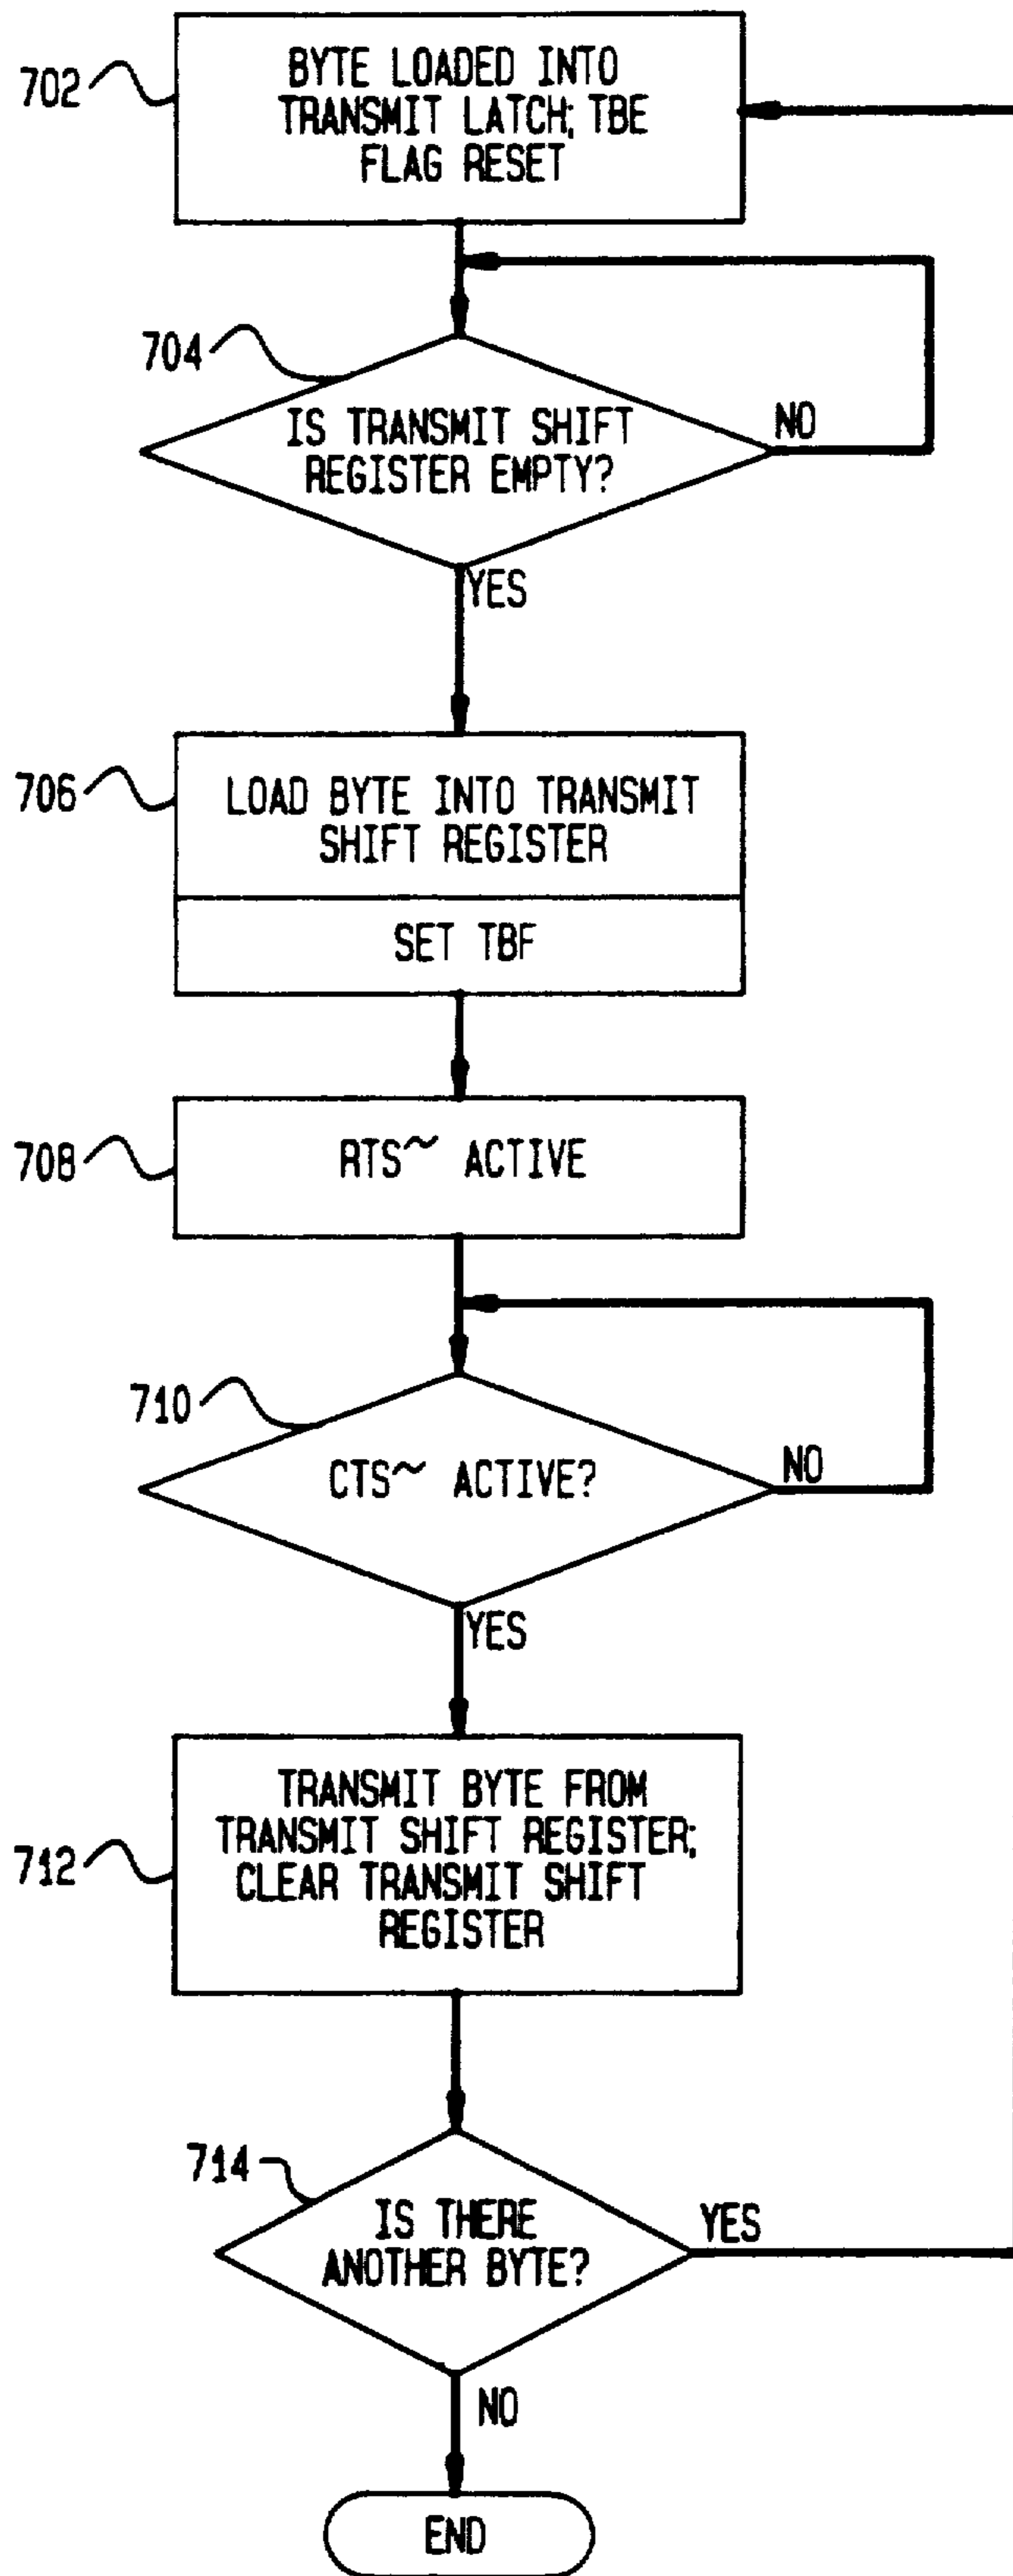 702
BYTE LOADED INTO
TRANSMIT LATCH; TBE
FLAG RESET
704
IS TRANSMIT SHIFT
REGISTER EMPTY?
NO
YES
706
LOAD BYTE INTO TRANSMIT
SHIFT REGISTER
SET TBF
708
RTS~ ACTIVE
710
CTS~ ACTIVE?
NO
YES
712
TRANSMIT BYTE FROM
TRANSMIT SHIFT REGISTER;
CLEAR TRANSMIT SHIFT
REGISTER
714
IS THERE
ANOTHER BYTE?
YES
NO
END